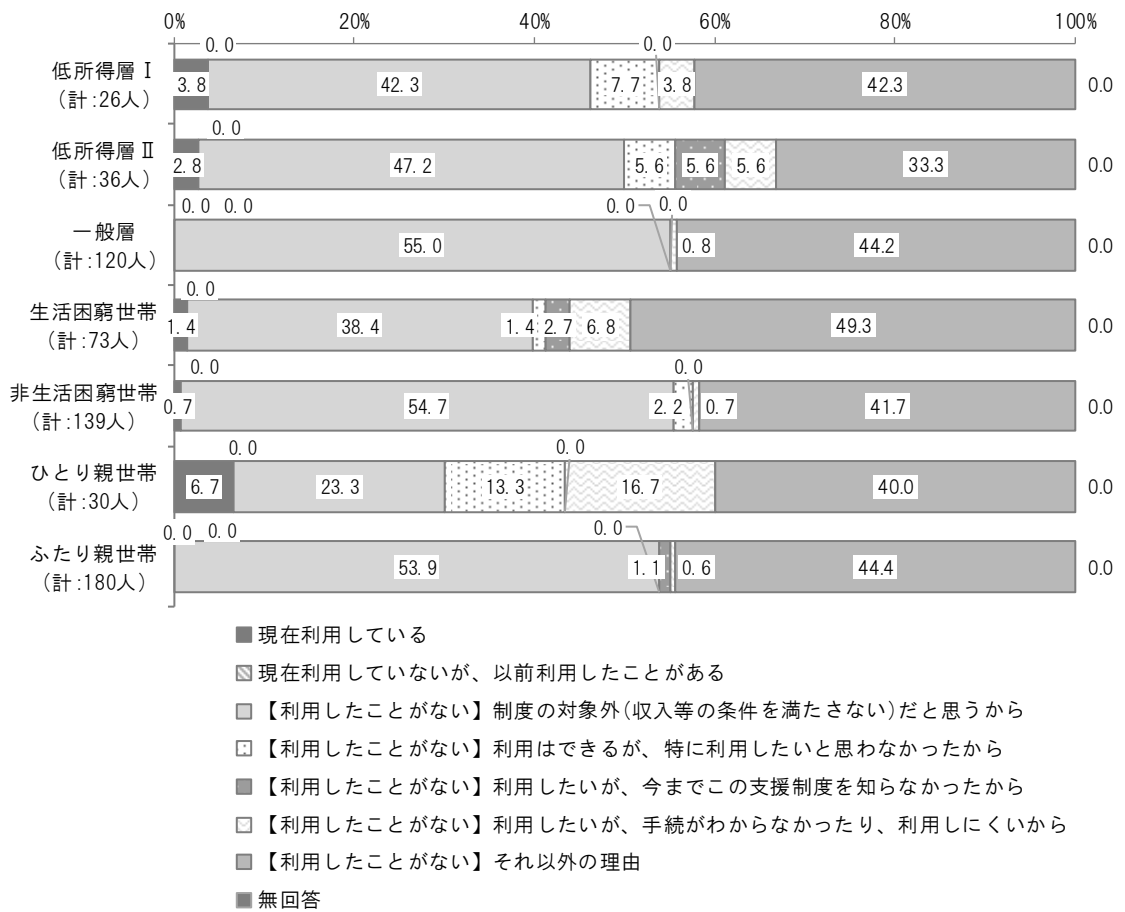 0% 20% 40% 60% 80% 100%
0.0 0.0
低所得層Ⅰ
(計:26人)
3.8 42.3 7.7 3.8 42.3 0.0
0.0
低所得層Ⅱ
(計:36人)
2.8 47.2 5.6 5.6 5.6 33.3 0.0
0.0 0.0 0.0 0.0
一般層
(計:120人)
55.0 0.8 44.2 0.0
0.0
生活困窮世帯
(計:73人)
1.4 38.4 1.4 2.7 6.8 49.3 0.0
0.0 0.0
非生活困窮世帯
(計:139人)
0.7 54.7 2.2 0.7 41.7 0.0
0.0 0.0
ひとり親世帯
(計:30人)
6.7 23.3 13.3 16.7 40.0 0.0
0.0 0.0 0.0
ふたり親世帯
(計:180人)
53.9 1.1 0.6 44.4 0.0
現在利用している
現在利用していないが、以前利用したことがある
【利用したことがない】制度の対象外(収入等の条件を満たさない)だと思うから
【利用したことがない】利用はできるが、特に利用したいと思わなかったから
【利用したことがない】利用したいが、今までこの支援制度を知らなかったから
【利用したことがない】利用したいが、手続がわからなかったり、利用しにくいから
【利用したことがない】それ以外の理由
無回答